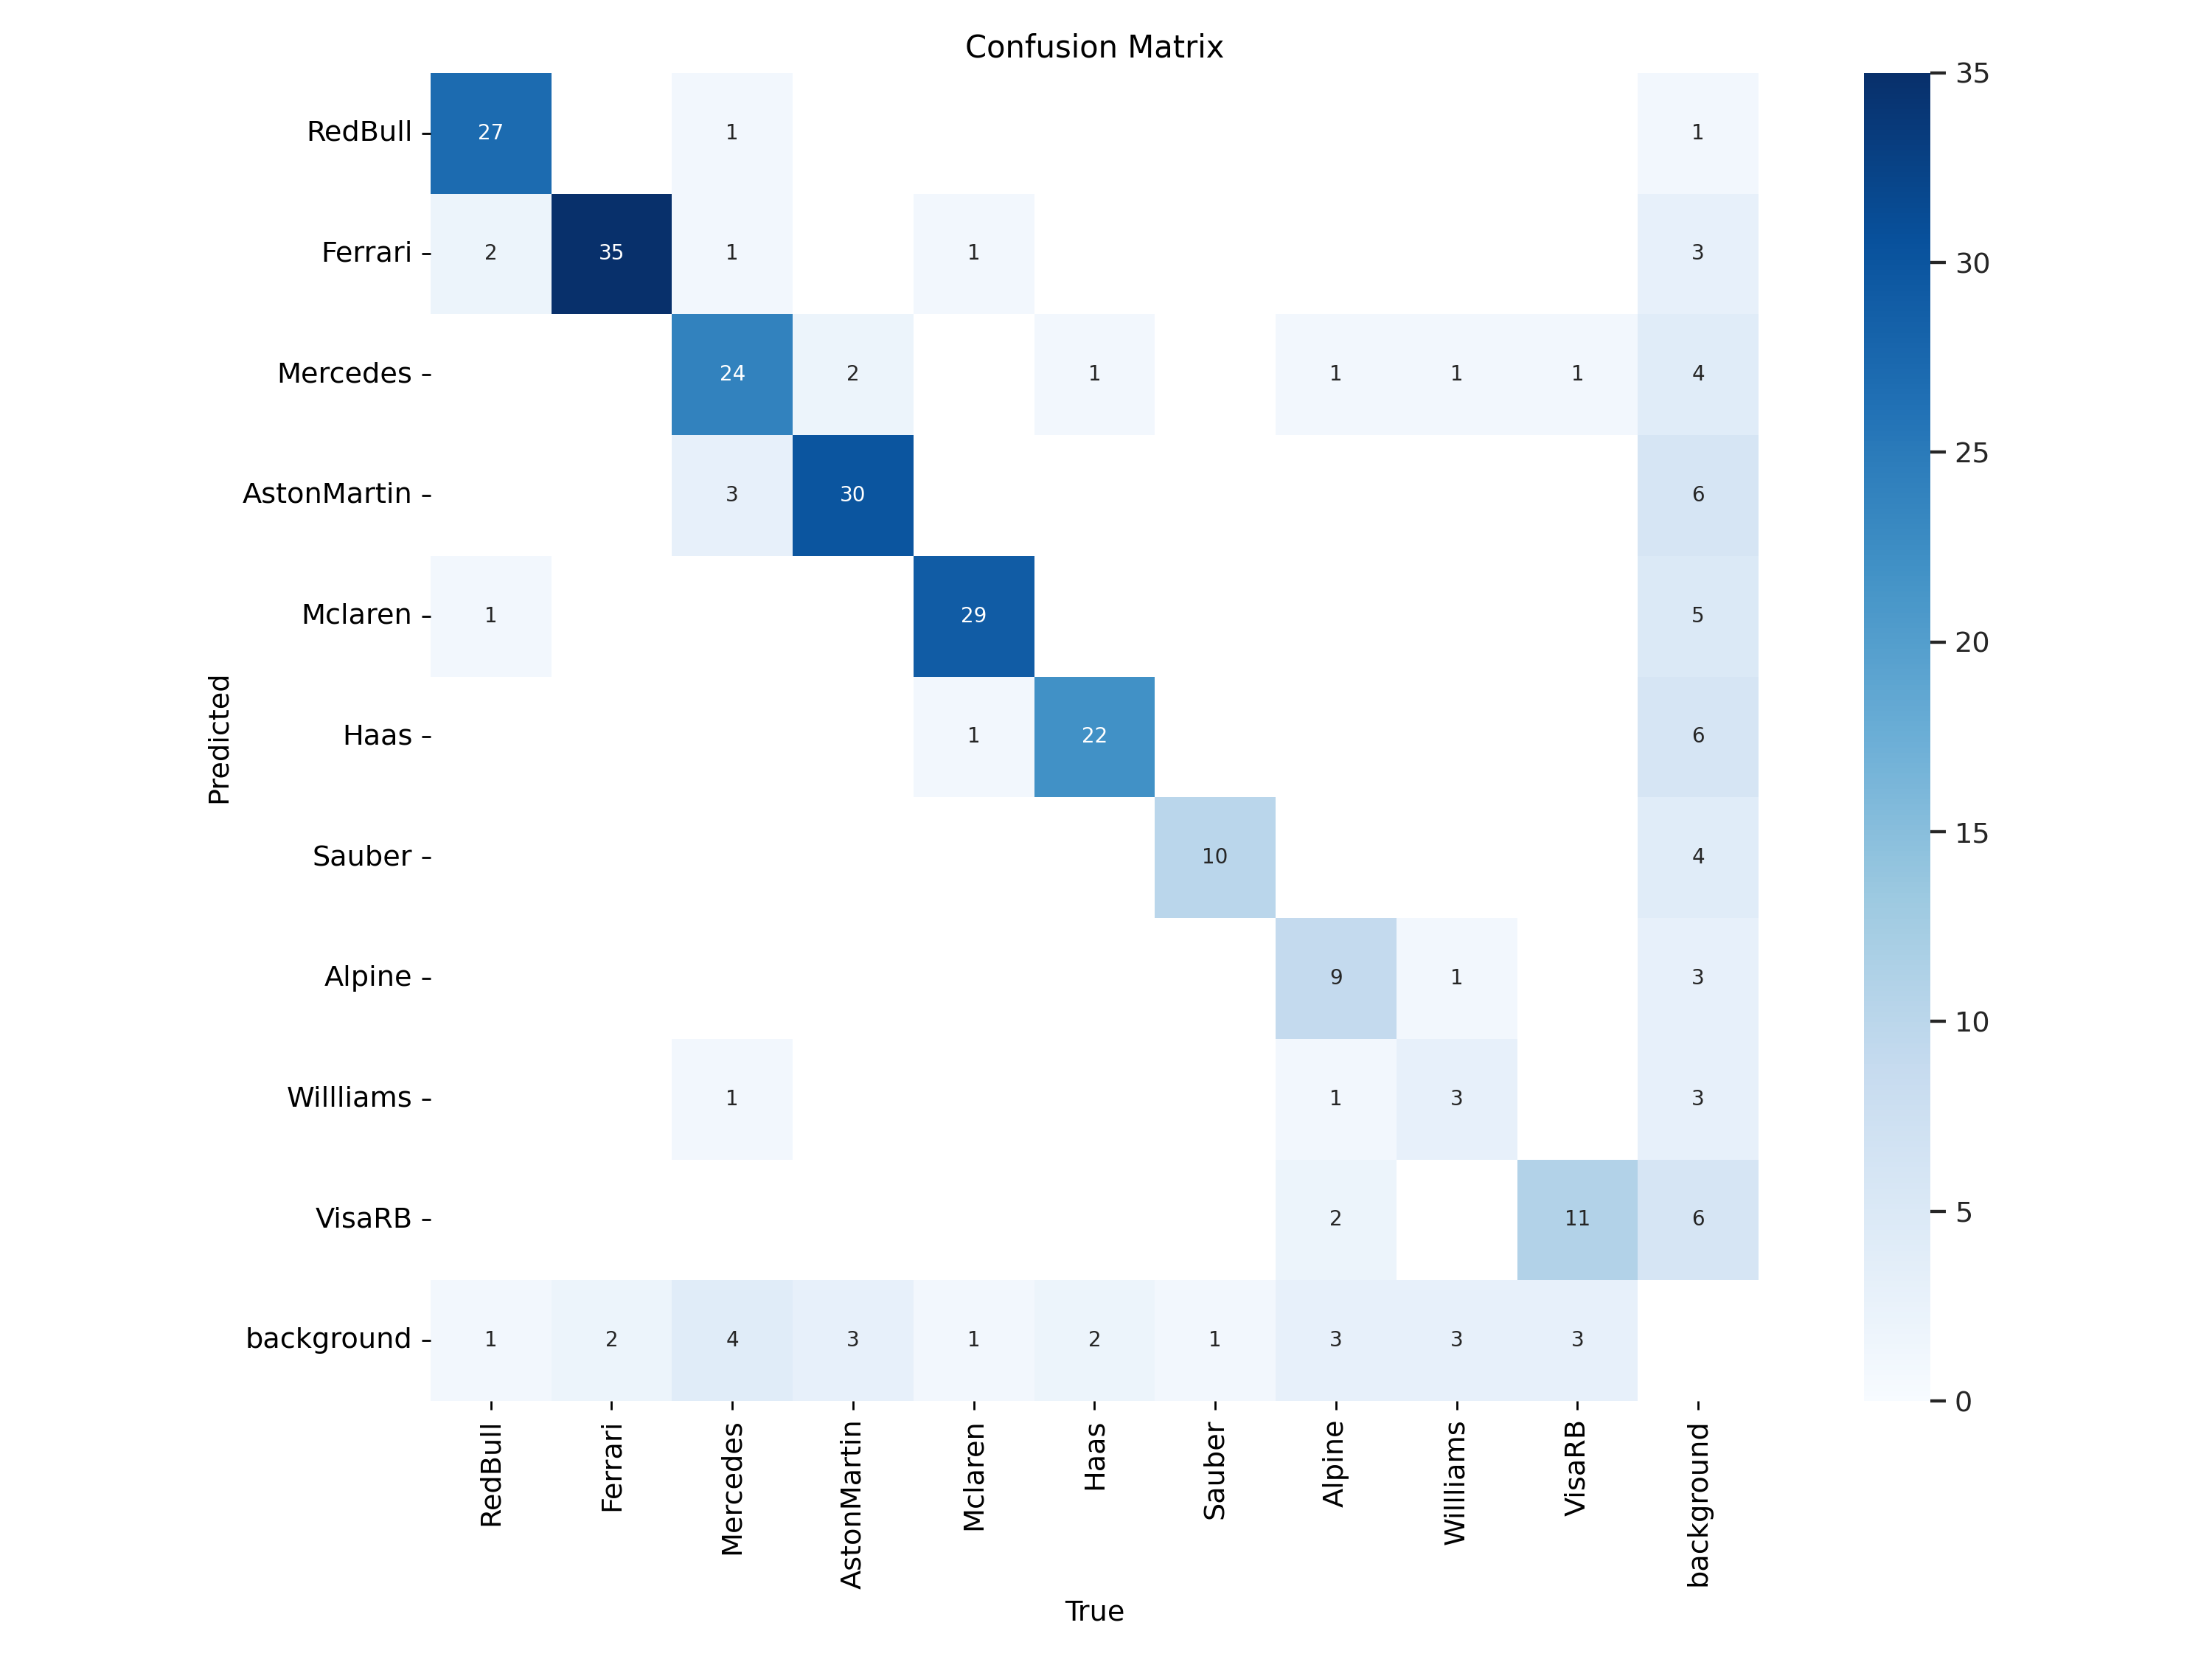 Confusion Matrix
RedBull 27 1 1
Ferrari 2 35 1 1 3
Mercedes 24 2 1 1 1 1 4
AstonMartin 3 30 6
Mclaren 1 29 5
Haas 1 22 6
Sauber 10 4
Alpine 9 1 3
Willliams 1 1 3 3
VisaRB 2 11 6
background 1 2 4 3 1 2 1 3 3 3
Predicted
RedBull
Ferrari
Mercedes
AstonMartin
Mclaren
Haas
Sauber
Alpine
Willliams
VisaRB
background
True
35
30
25
20
15
10
5
0